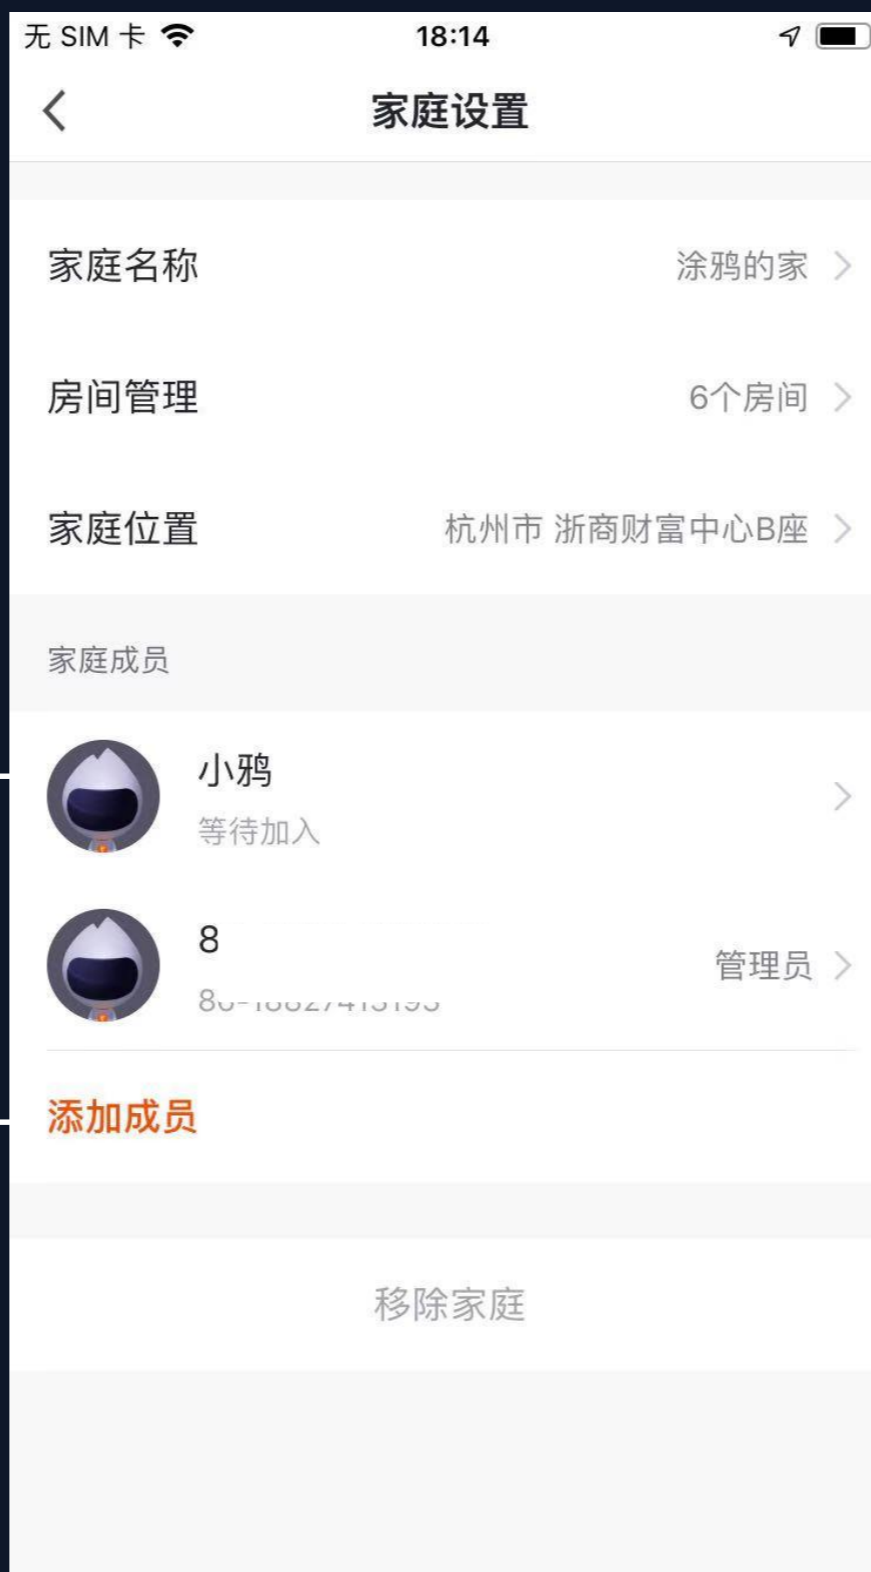 无 SIM 卡
18:14
家庭设置
家庭名称
涂鸦的家
房间管理
6个房间
家庭位置
杭州市 浙商财富中心B座
家庭成员
小鸦
等待加入
8
管理员
添加成员
移除家庭